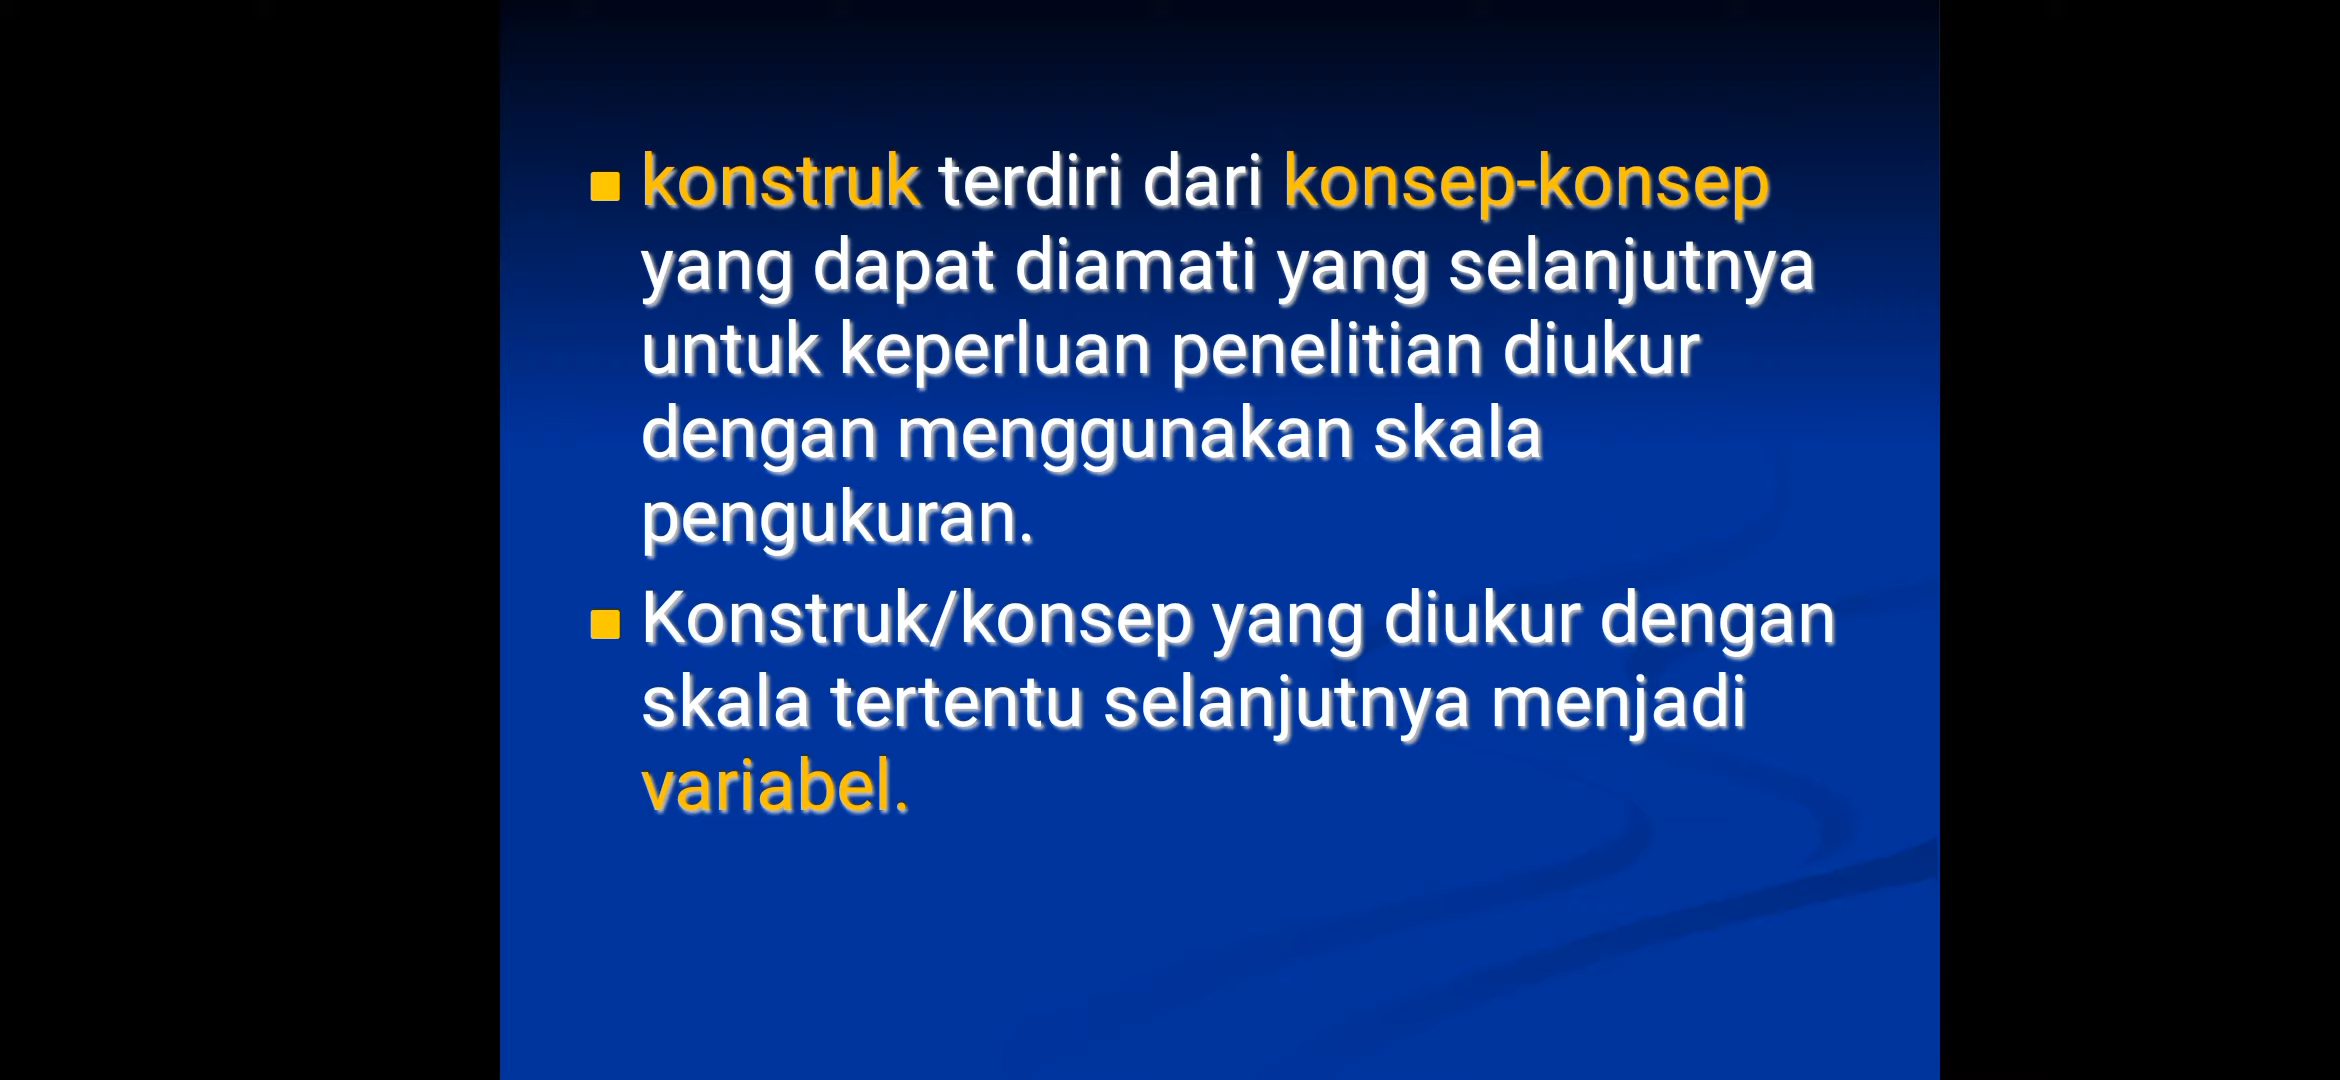 konstruk terdiri dari konsep-konsep
yang dapat diamati yang selanjutnya
untuk keperluan penelitian diukur
dengan menggunakan skala
pengukuran.
Konstruk/konsep yang diukur dengan
skala tertentu selanjutnya menjadi
variabel.